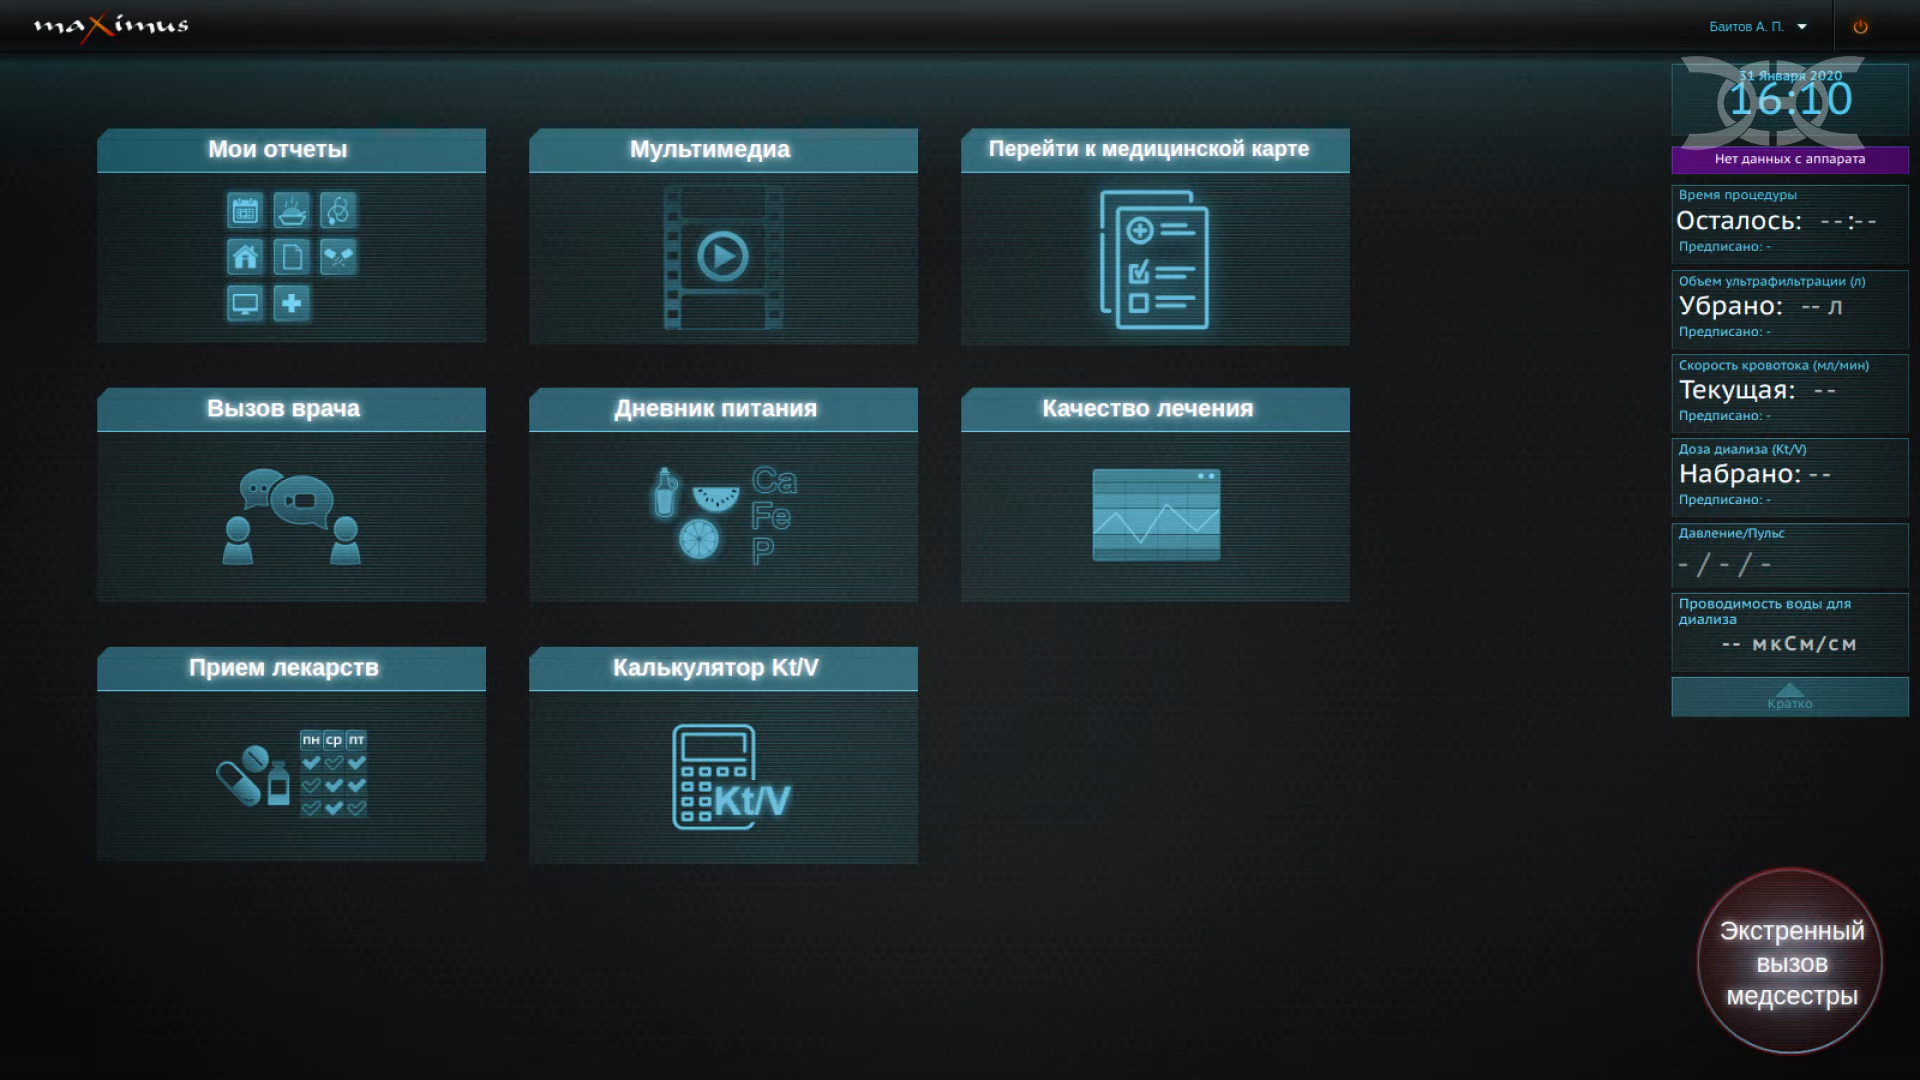 maximus
Баитов А. П.
31 Января 2020
16:10
Нет данных с аппарата
Мои отчеты
Мультимедиа
Перейти к медицинской карте
Вызов врача
Дневник питания
Ca
Fe
P
Качество лечения
Прием лекарств
пн ср пт
Калькулятор Kt/V
Kt/V
Время процедуры
Осталось: --:--
Предписано: -
Объем ультрафильтрации (л)
Убрано: -- л
Предписано: -
Скорость кровотока (мл/мин)
Текущая: --
Предписано: -
Доза диализа (Kt/V)
Набрано: --
Предписано: -
Давление/Пульс
- / - / -
Проводимость воды для
диализа
-- мкСм/см
Кратко
Экстренный
вызов
медсестры